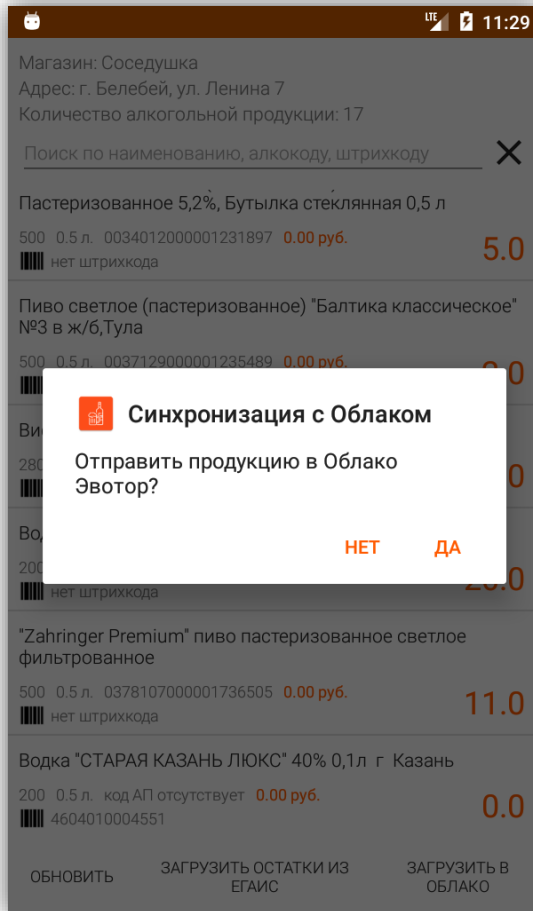 LTE 11:29
Магазин: Соседушка
Адрес: г. Белебей, ул. Ленина 7
Количество алкогольной продукции: 17
Поиск по наименованию, алкокоду, штрихкоду
Пастеризованное 5,2%, Бутылка стеклянная 0,5 л
500 0.5 л. 0034012000001231897 0.00 руб. 5.0
нет штрихкода
Пиво светлое (пастеризованное) "Балтика классическое"
№3 в ж/б,Тула
500 0.5 л. 0037129000001235489 0.00 руб.
Синхронизация с Облаком
Отправить продукцию в Облако
Эвотор?
НЕТ ДА
нет штрихкода
"Zahringer Premium" пиво пастеризованное светлое
фильтрованное
500 0.5 л. 0378107000001736505 0.00 руб. 11.0
нет штрихкода
Водка "СТАРАЯ КАЗАНЬ ЛЮКС" 40% 0,1л г Казань
200 0.5 л. код АП отсутствует 0.00 руб. 0.0
4604010004551
ОБНОВИТЬ ЗАГРУЗИТЬ ОСТАТКИ ИЗ ЕГАИС ЗАГРУЗИТЬ В ОБЛАКО